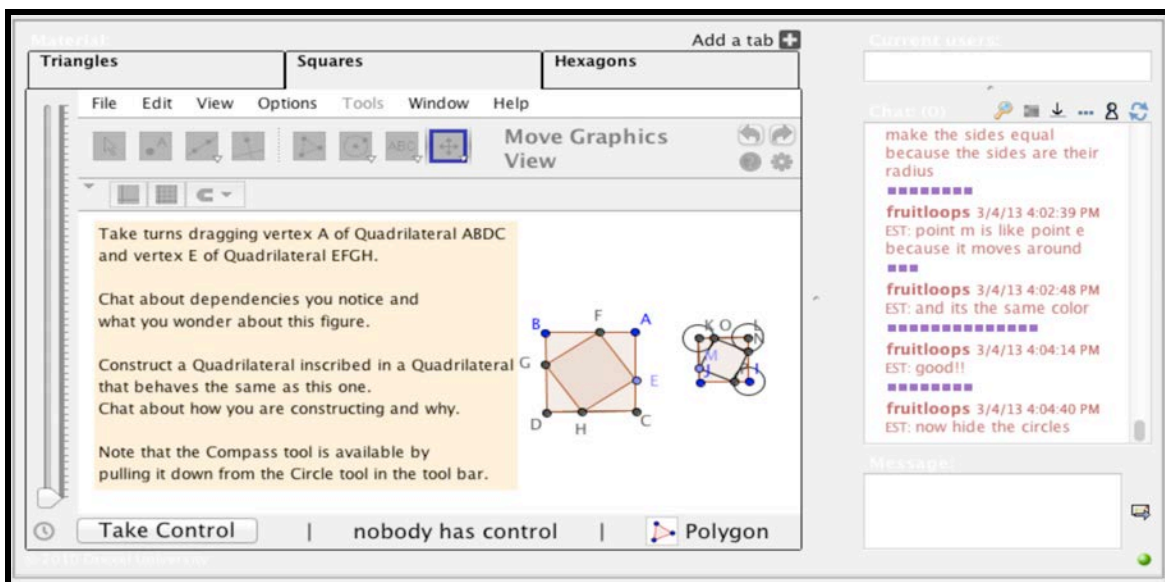 Material:
Add a tab
Current users:
Triangles
Squares
Hexagons
File Edit View Options Tools Window Help
Move Graphics
View
ABC
Take turns dragging vertex A of Quadrilateral ABDC
and vertex E of Quadrilateral EFGH.
Chat about dependencies you notice and
what you wonder about this figure.
Construct a Quadrilateral inscribed in a Quadrilateral
that behaves the same as this one.
Chat about how you are constructing and why.
Note that the Compass tool is available by
pulling it down from the Circle tool in the tool bar.
B F A
G E
D H C
K O L
N
M
J I
Take Control | nobody has control | Polygon
Chat: (0)
make the sides equal
because the sides are their
radius
fruitloops 3/4/13 4:02:39 PM
EST: point m is like point e
because it moves around
fruitloops 3/4/13 4:02:48 PM
EST: and its the same color
fruitloops 3/4/13 4:04:14 PM
EST: good!!
fruitloops 3/4/13 4:04:40 PM
EST: now hide the circles
Message:
© 2010 Drexel University